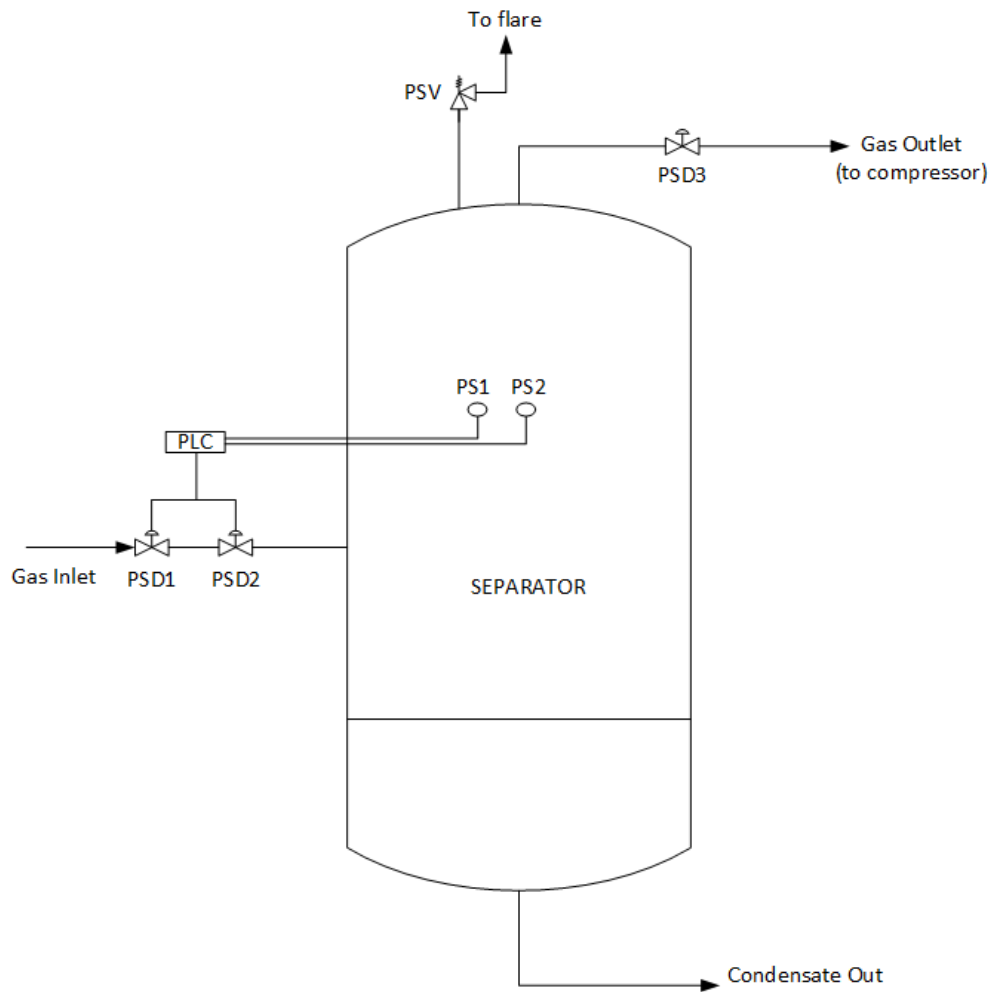 To flare
PSV
Gas Outlet
(to compressor)
PSD3
PS1
PS2
PLC
Gas Inlet
PSD1
PSD2
SEPARATOR
Condensate Out